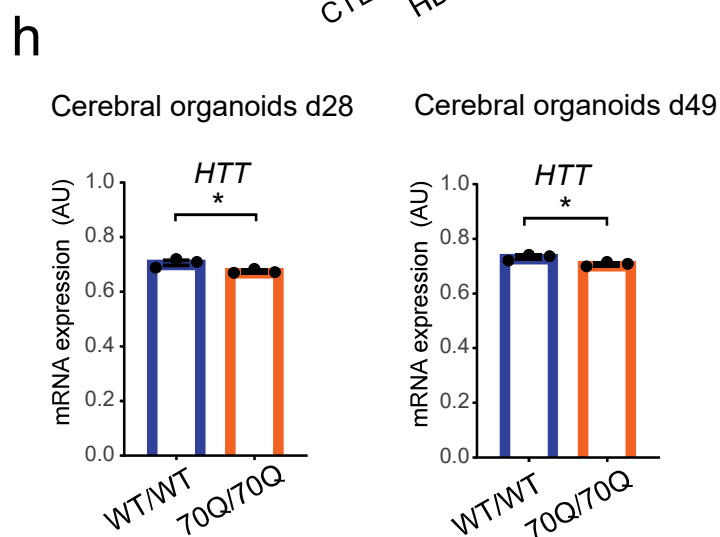 h
Cerebral organoids d28
HTT
*
mRNA expression (AU)
1.0
0.8
0.6
0.4
0.2
0.0
WT/WT
70Q/70Q
Cerebral organoids d49
HTT
*
mRNA expression (AU)
1.0
0.8
0.6
0.4
0.2
0.0
WT/WT
70Q/70Q